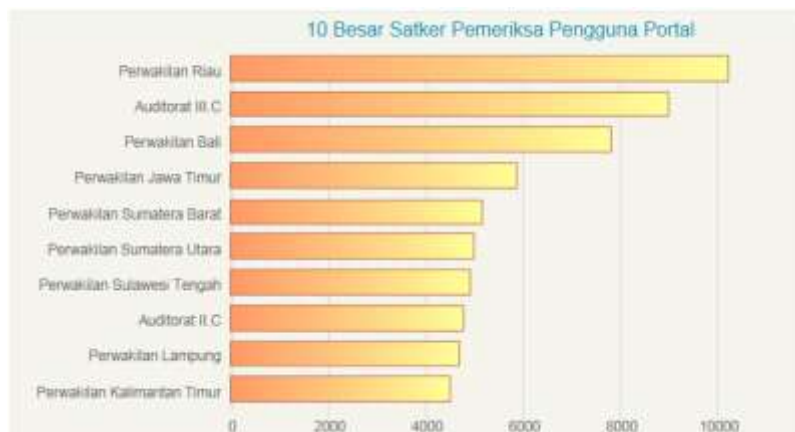 10 Besar Satker Pemeriksa Pengguna Portal
Perwakilan Riau
Auditorat III.C
Perwakilan Bali
Perwakilan Jawa Timur
Perwakilan Sumatera Barat
Perwakilan Sumatera Utara
Perwakilan Sulawesi Tengah
Auditorat II.C
Perwakilan Lampung
Perwakilan Kalimantan Timur
0 2000 4000 6000 8000 10000